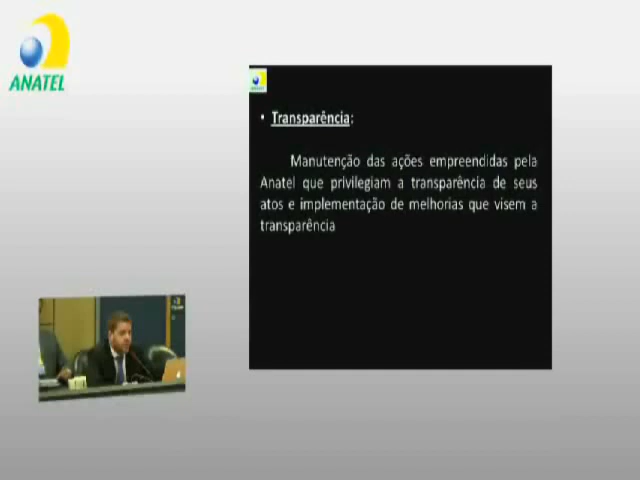 ANATEL
• Transparência:
Manutenção das ações empreendidas pela
Anatel que privilegiam a transparência de seus
atos e implementação de melhorias que visem a
transparência